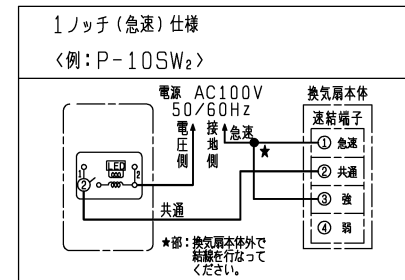 1ノッチ(急速)仕様
〈例:P-10SW₂〉
電源 AC100V
50/60Hz
換気扇本体
速結端子
電圧側
接地側
急速
★
① 急速
② 共通
③ 強
④ 弱
LED
1
2
②
共通
★部:換気扇本体外で
結線を行なって
ください。